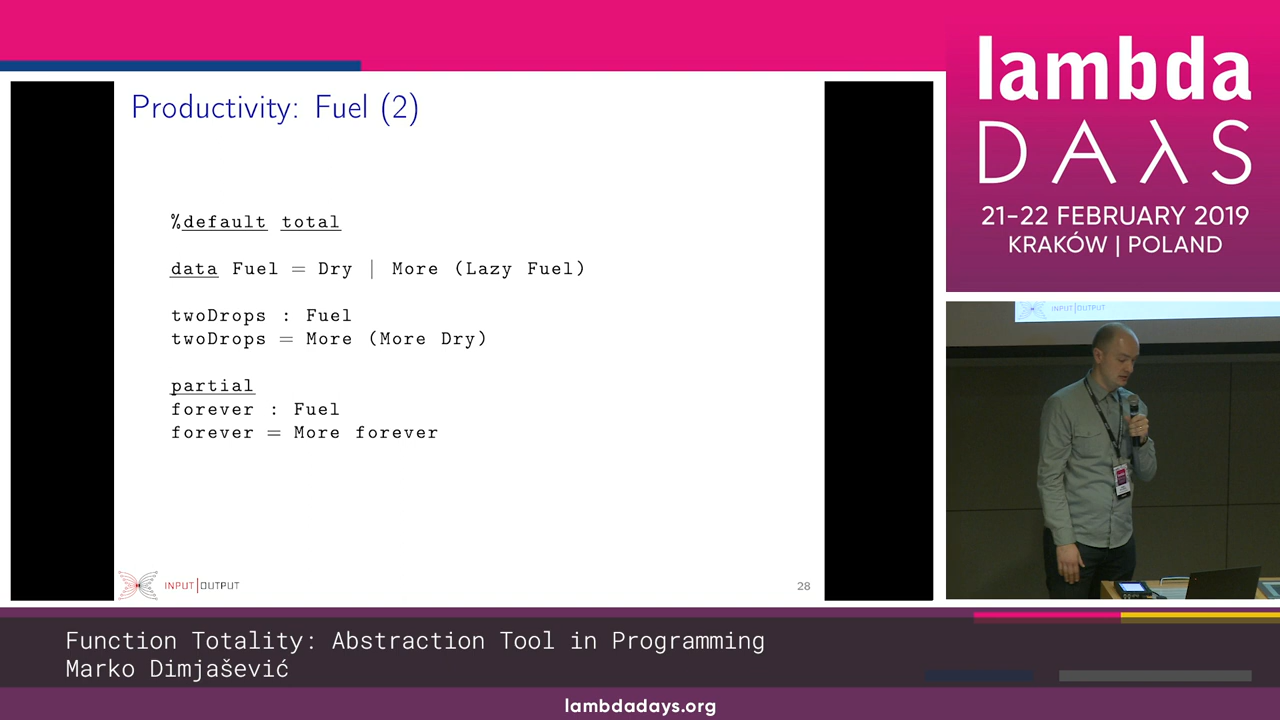 Productivity: Fuel (2)
%default total
data Fuel = Dry | More (Lazy Fuel)
twoDrops : Fuel
twoDrops = More (More Dry)
partial
forever : Fuel
forever = More forever
INPUT|OUTPUT
28
lambda
DAλS
21-22 FEBRUARY 2019
KRAKÓW | POLAND
INPUT|OUTPUT
Function Totality: Abstraction Tool in Programming
Marko Dimjašević
lambdadays.org